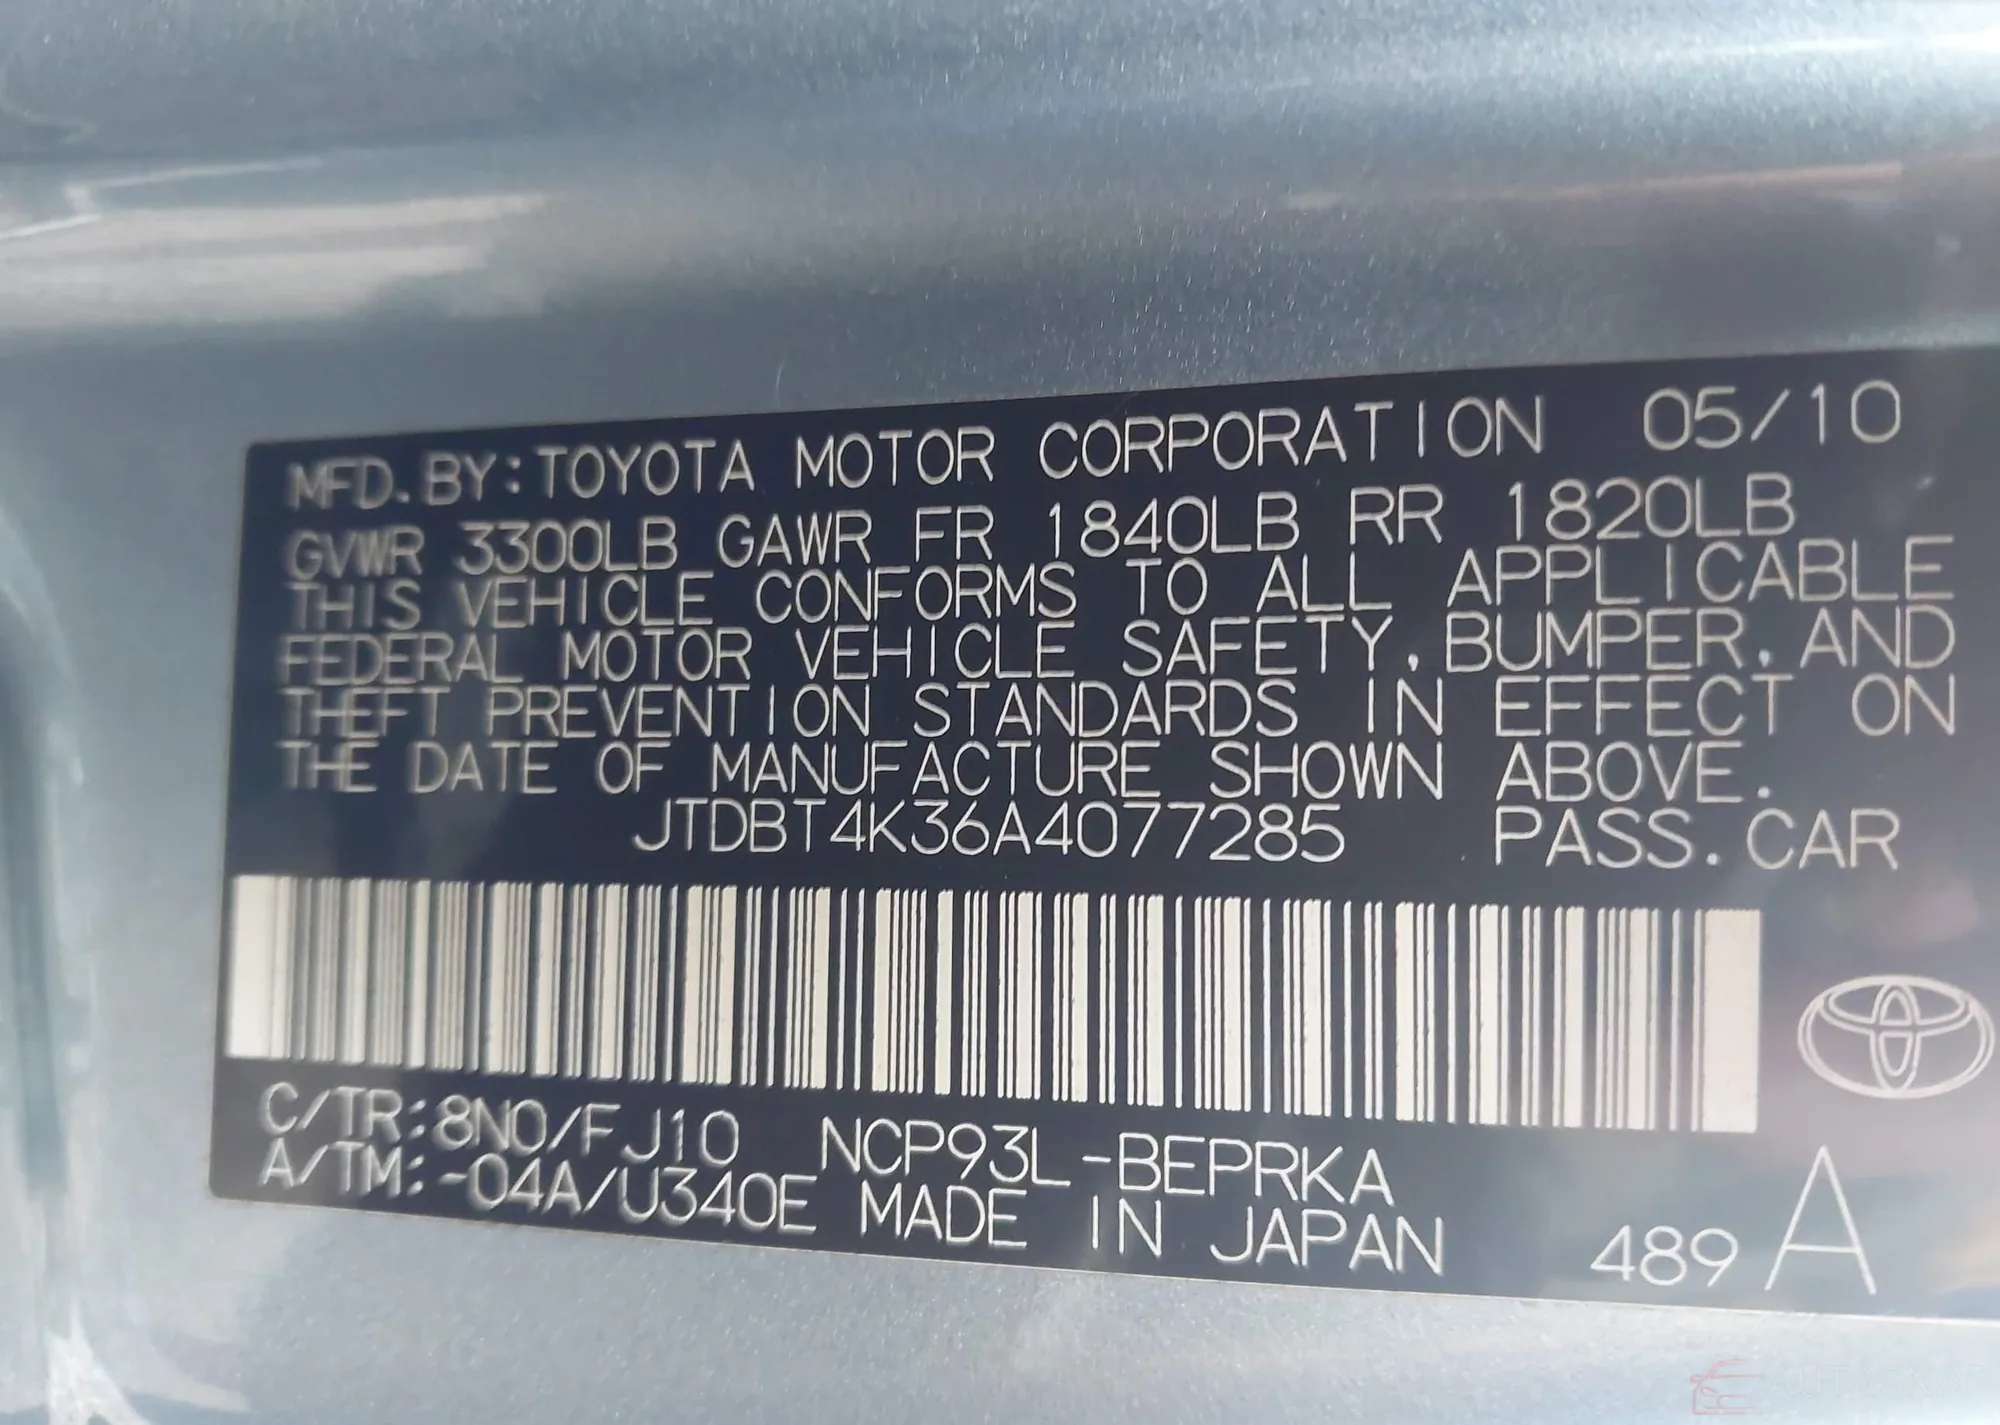 MFD. BY: TOYOTA MOTOR CORPORATION 05/10
GVWR 3300LB GAWR FR 1840LB RR 1820LB
THIS VEHICLE CONFORMS TO ALL APPLICABLE
FEDERAL MOTOR VEHICLE SAFETY, BUMPER, AND
THEFT PREVENTION STANDARDS IN EFFECT ON
THE DATE OF MANUFACTURE SHOWN ABOVE.
JTDBT4K36A4077285 PASS. CAR
C/TR:8N0/FJ10 NCP93L-BEPRKA
A/TM:-04A/U340E MADE IN JAPAN 489 A